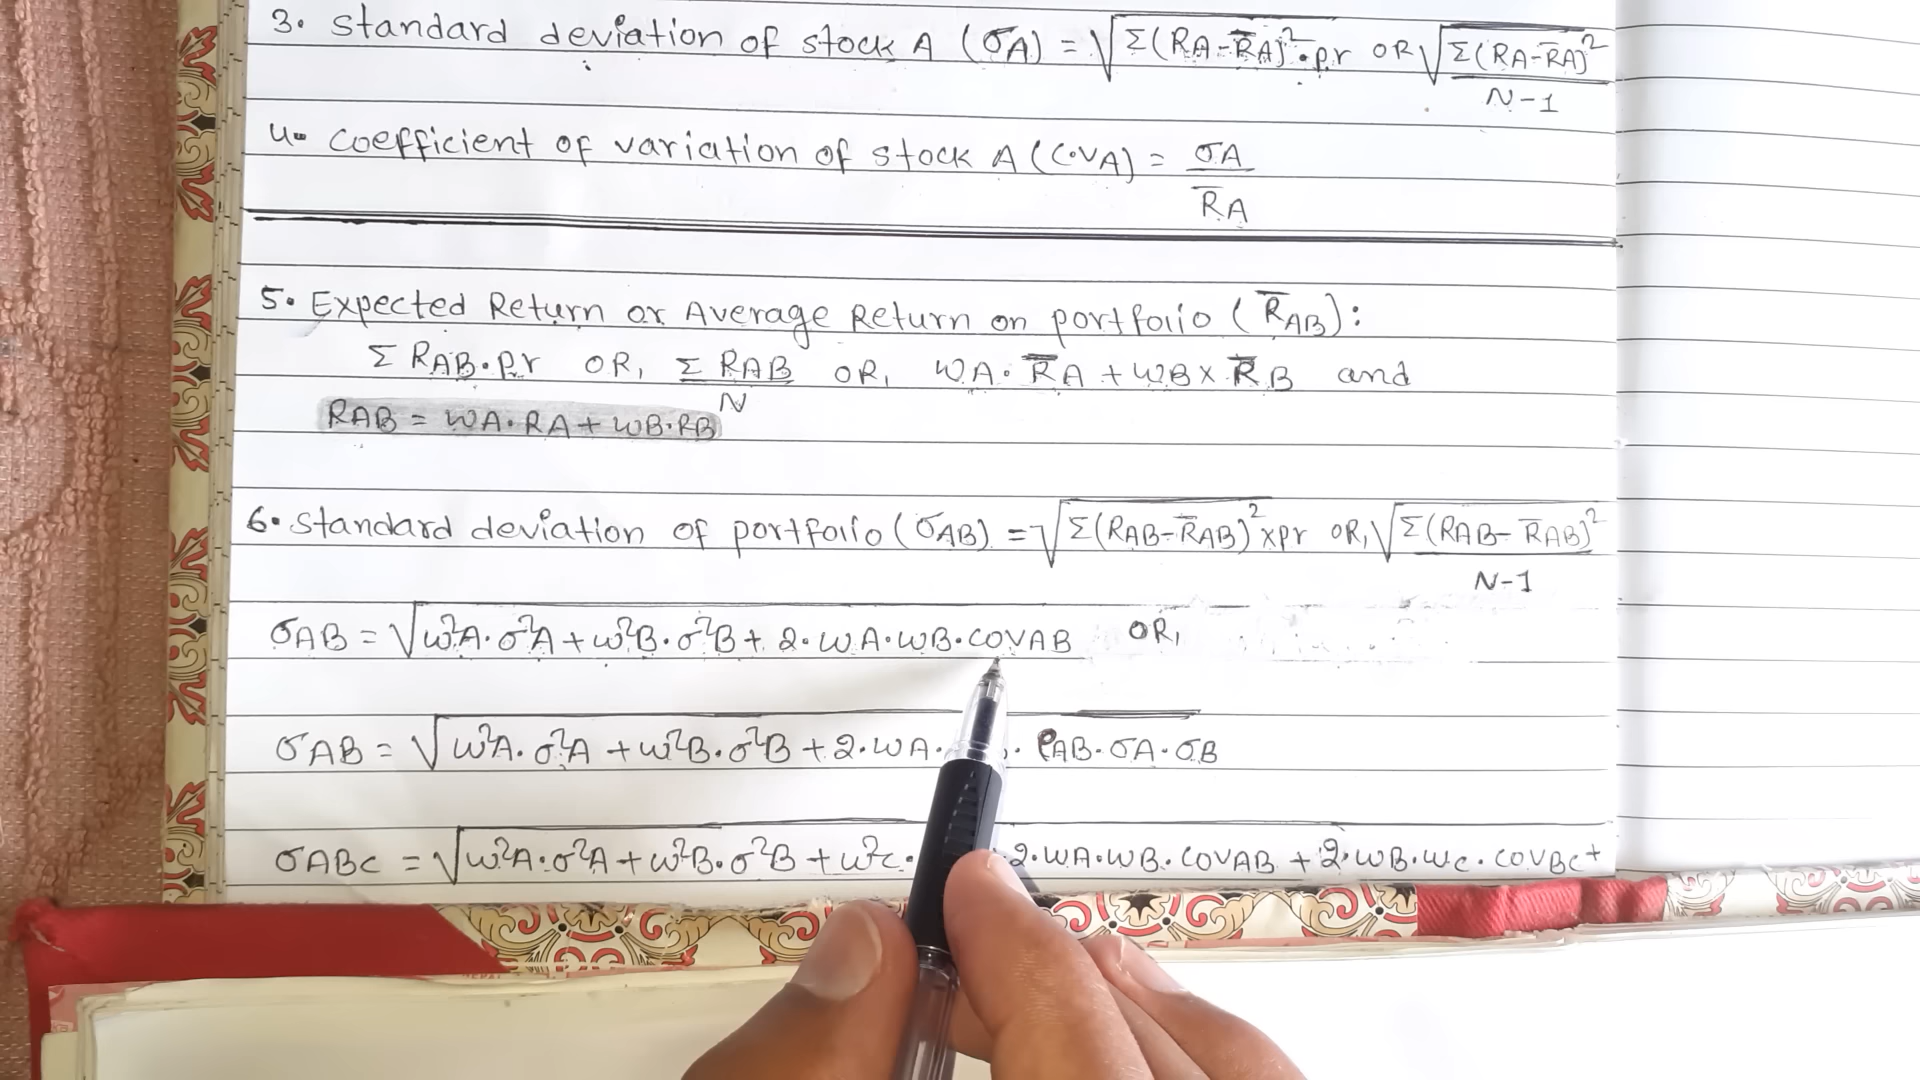 3. Standard deviation of stock A (σA) = √Σ(RA-R̅A)².pr OR √Σ(RA-R̅A)²
N-1
4. Coefficient of variation of stock A (C.VA) = σA
R̅A
5. Expected Return or Average Return on portfolio (R̅AB):
Σ RAB.Pr OR, Σ RAB OR, WA. R̅A + WB x R̅B and
N
RAB = WA.RA + WB.RB
6. Standard deviation of portfolio (σAB) = √Σ(RAB-R̅AB)² xpr OR, √Σ(RAB- R̅AB)²
N-1
σAB = √w²A.σ²A + w²B.σ²B + 2.WA.WB.COVAB OR,
σAB = √w²A.σ²A + w²B.σ²B + 2.WA. . ρAB.σA.σB
σABC = √w²A.σ²A + w²B.σ²B + w²C. 2.WA.WB.COVAB + 2.WB.WC.COVBC +